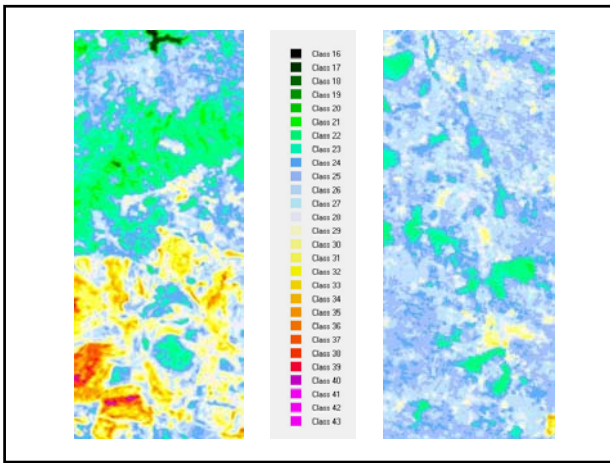 Class 16
Class 17
Class 18
Class 19
Class 20
Class 21
Class 22
Class 23
Class 24
Class 25
Class 26
Class 27
Class 28
Class 29
Class 30
Class 31
Class 32
Class 33
Class 34
Class 35
Class 36
Class 37
Class 38
Class 39
Class 40
Class 41
Class 42
Class 43